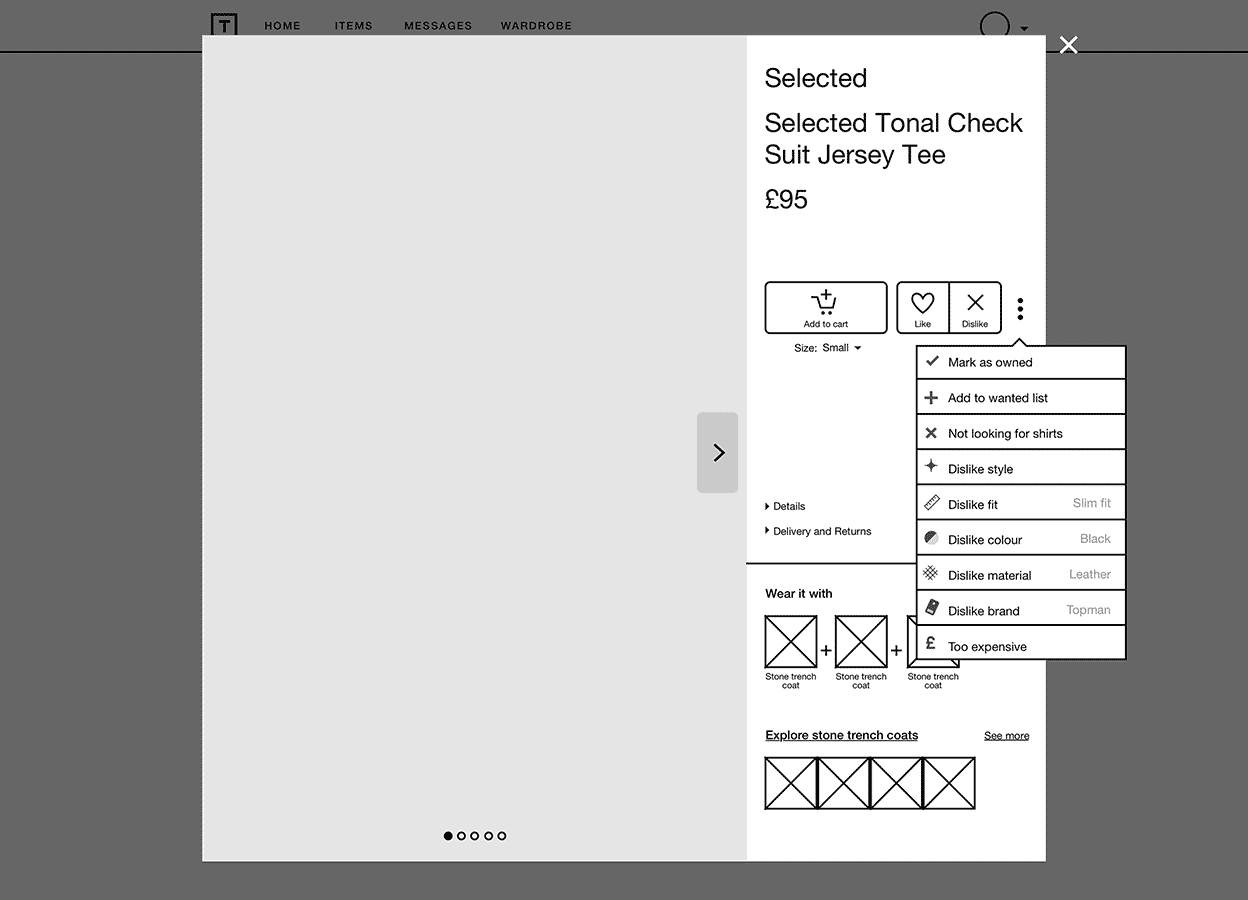 T HOME ITEMS MESSAGES WARDROBE
Selected
Selected Tonal Check
Suit Jersey Tee
£95
Add to cart
Like
Dislike
Size: Small
Mark as owned
Add to wanted list
Not looking for shirts
Dislike style
Dislike fit Slim fit
Dislike colour Black
Dislike material Leather
Dislike brand Topman
£ Too expensive
Details
Delivery and Returns
Wear it with
Stone trench
coat
Stone trench
coat
Stone trench
coat
Explore stone trench coats
See more